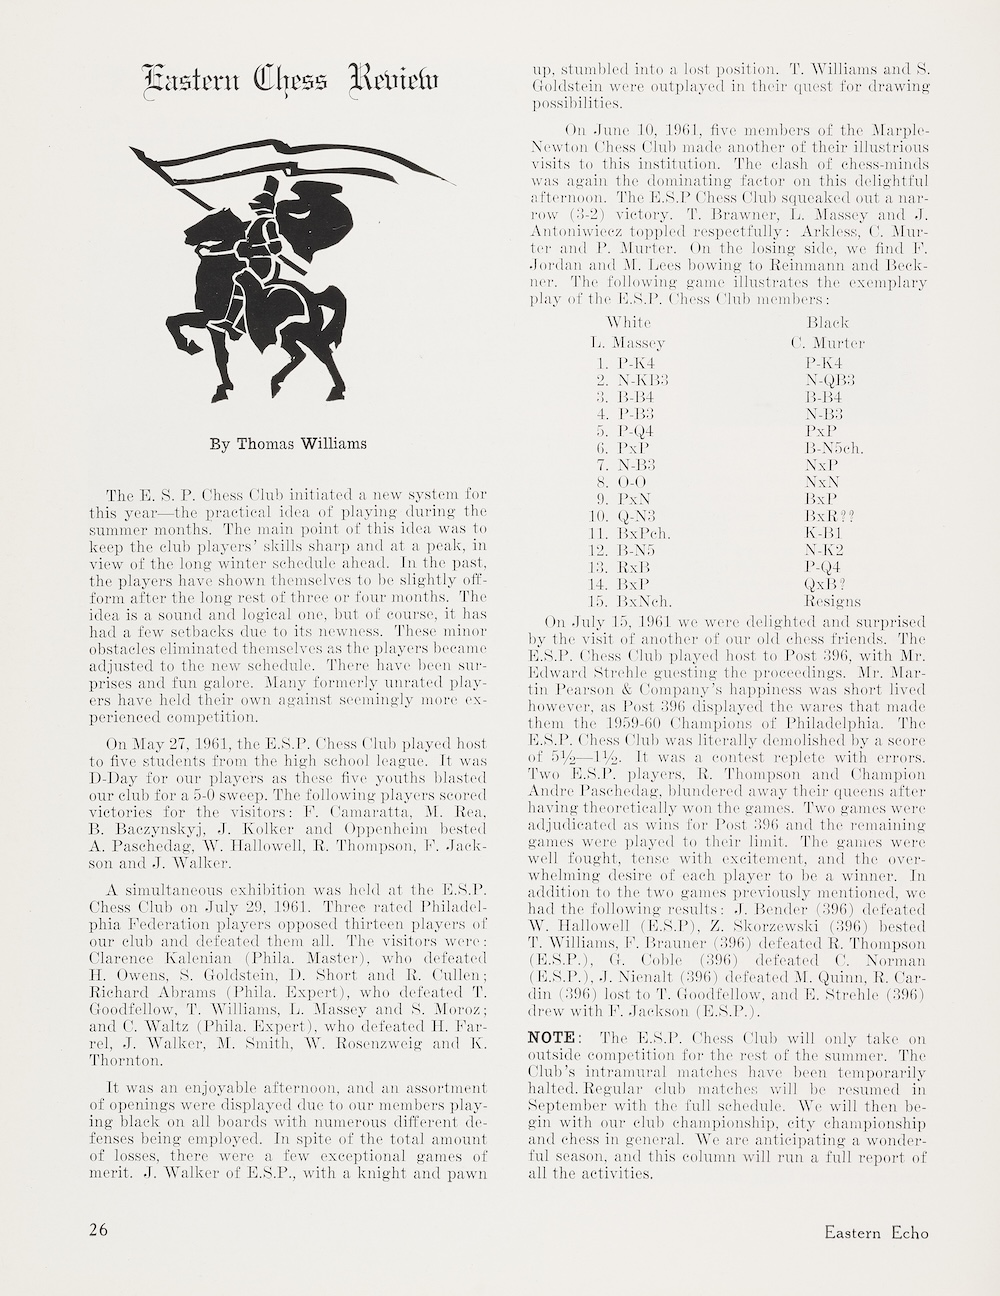 Eastern Chess Review
By Thomas Williams
The E. S. P. Chess Club initiated a new system for
this year—the practical idea of playing during the
summer months. The main point of this idea was to
keep the club players' skills sharp and at a peak, in
view of the long winter schedule ahead. In the past,
the players have shown themselves to be slightly off-
form after the long rest of three or four months. The
idea is a sound and logical one, but of course, it has
had a few setbacks due to its newness. These minor
obstacles eliminated themselves as the players became
adjusted to the new schedule. There have been sur-
prises and fun galore. Many formerly unrated play-
ers have held their own against seemingly more ex-
perienced competition.
On May 27, 1961, the E.S.P. Chess Club played host
to five students from the high school league. It was
D-Day for our players as these five youths blasted
our club for a 5-0 sweep. The following players scored
victories for the visitors: F. Camaratta, M. Rea,
B. Baczynskyj, J. Kolker and Oppenheim bested
A. Paschedag, W. Hallowell, R. Thompson, F. Jack-
son and J. Walker.
A simultaneous exhibition was held at the E.S.P.
Chess Club on July 29, 1961. Three rated Philadel-
phia Federation players opposed thirteen players of
our club and defeated them all. The visitors were:
Clarence Kalenian (Phila. Master), who defeated
H. Owens, S. Goldstein, D. Short and R. Cullen;
Richard Abrams (Phila. Expert), who defeated T.
Goodfellow, T. Williams, L. Massey and S. Moroz;
and C. Waltz (Phila. Expert), who defeated H. Far-
rel, J. Walker, M. Smith, W. Rosenzweig and K.
Thornton.
It was an enjoyable afternoon, and an assortment
of openings were displayed due to our members play-
ing black on all boards with numerous different de-
fenses being employed. In spite of the total amount
of losses, there were a few exceptional games of
merit. J. Walker of E.S.P., with a knight and pawn
up, stumbled into a lost position. T. Williams and S.
Goldstein were outplayed in their quest for drawing
possibilities.
On June 10, 1961, five members of the Marple-
Newton Chess Club made another of their illustrious
visits to this institution. The clash of chess-minds
was again the dominating factor on this delightful
afternoon. The E.S.P Chess Club squeaked out a nar-
row (3-2) victory. T. Brawner, L. Massey and J.
Antoniwiecz toppled respectfully: Arkless, C. Mur-
ter and P. Murter. On the losing side, we find F.
Jordan and M. Lees bowing to Reinmann and Beck-
ner. The following game illustrates the exemplary
play of the E.S.P. Chess Club members:
White Black
L. Massey C. Murter
1. P-K4 P-K4
2. N-KB3 N-QB3
3. B-B4 B-B4
4. P-B3 N-B3
5. P-Q4 PxP
6. PxP B-N5ch.
7. N-B3 NxP
8. O-O NxN
9. PxN BxP
10. Q-N3 BxR??
11. BxPch. K-B1
12. B-N5 N-K2
13. RxB P-Q4
14. BxP QxB?
15. BxNch. Resigns
On July 15, 1961 we were delighted and surprised
by the visit of another of our old chess friends. The
E.S.P. Chess Club played host to Post 396, with Mr.
Edward Strehle guesting the proceedings. Mr. Mar-
tin Pearson & Company's happiness was short lived
however, as Post 396 displayed the wares that made
them the 1959-60 Champions of Philadelphia. The
E.S.P. Chess Club was literally demolished by a score
of 5½—1½. It was a contest replete with errors.
Two E.S.P. players, R. Thompson and Champion
Andre Paschedag, blundered away their queens after
having theoretically won the games. Two games were
adjudicated as wins for Post 396 and the remaining
games were played to their limit. The games were
well fought, tense with excitement, and the over-
whelming desire of each player to be a winner. In
addition to the two games previously mentioned, we
had the following results: J. Bender (396) defeated
W. Hallowell (E.S.P), Z. Skorzewski (396) bested
T. Williams, F. Brauner (396) defeated R. Thompson
(E.S.P.), G. Coble (396) defeated C. Norman
(E.S.P.), J. Nienalt (396) defeated M. Quinn, R. Car-
din (396) lost to T. Goodfellow, and E. Strehle (396)
drew with F. Jackson (E.S.P.).
NOTE: The E.S.P. Chess Club will only take on
outside competition for the rest of the summer. The
Club's intramural matches have been temporarily
halted. Regular club matches will be resumed in
September with the full schedule. We will then be-
gin with our club championship, city championship
and chess in general. We are anticipating a wonder-
ful season, and this column will run a full report of
all the activities.
26
Eastern Echo